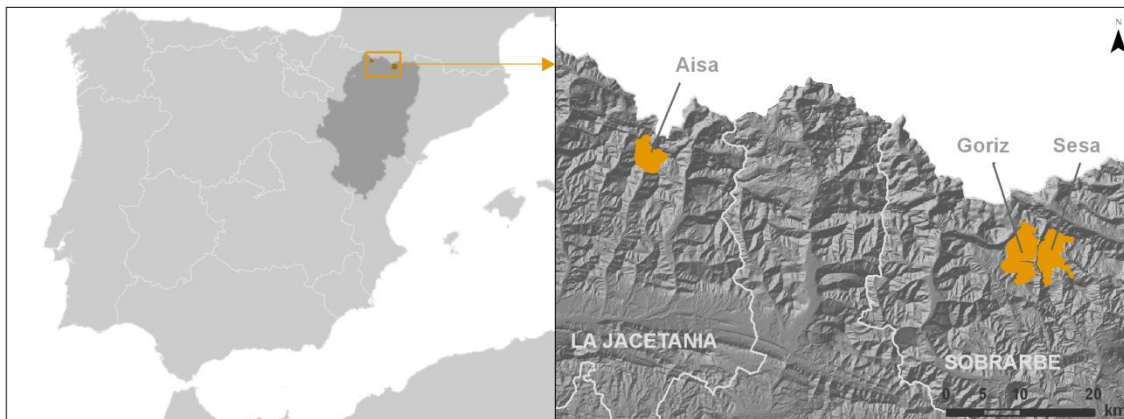 N
Aisa
Goriz Sesa
LA JACETANIA
SOBRARBE
0 5 10 20
km